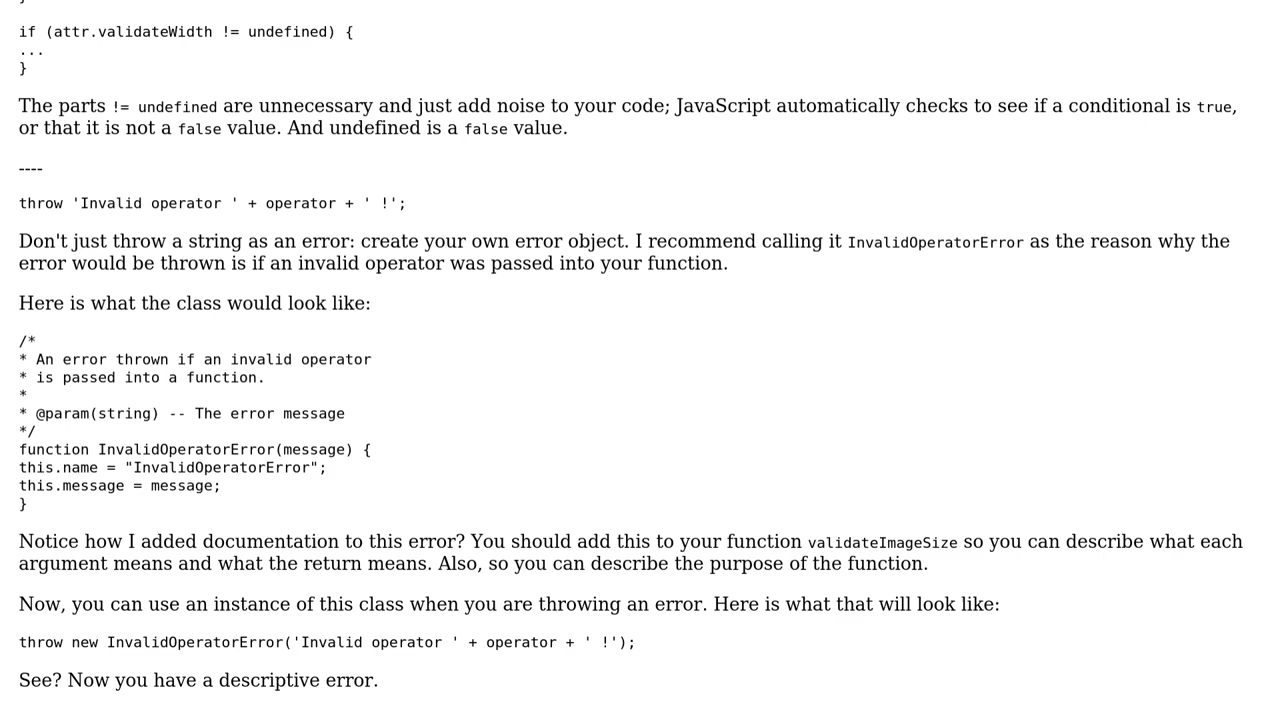 if (attr.validateWidth != undefined) {
...
}
The parts != undefined are unnecessary and just add noise to your code; JavaScript automatically checks to see if a conditional is true,
or that it is not a false value. And undefined is a false value.
----
throw 'Invalid operator ' + operator + ' !';
Don't just throw a string as an error: create your own error object. I recommend calling it InvalidOperatorError as the reason why the
error would be thrown is if an invalid operator was passed into your function.
Here is what the class would look like:
/*
* An error thrown if an invalid operator
* is passed into a function.
*
* @param(string) -- The error message
*/
function InvalidOperatorError(message) {
this.name = "InvalidOperatorError";
this.message = message;
}
Notice how I added documentation to this error? You should add this to your function validateImageSize so you can describe what each
argument means and what the return means. Also, so you can describe the purpose of the function.
Now, you can use an instance of this class when you are throwing an error. Here is what that will look like:
throw new InvalidOperatorError('Invalid operator ' + operator + ' !');
See? Now you have a descriptive error.